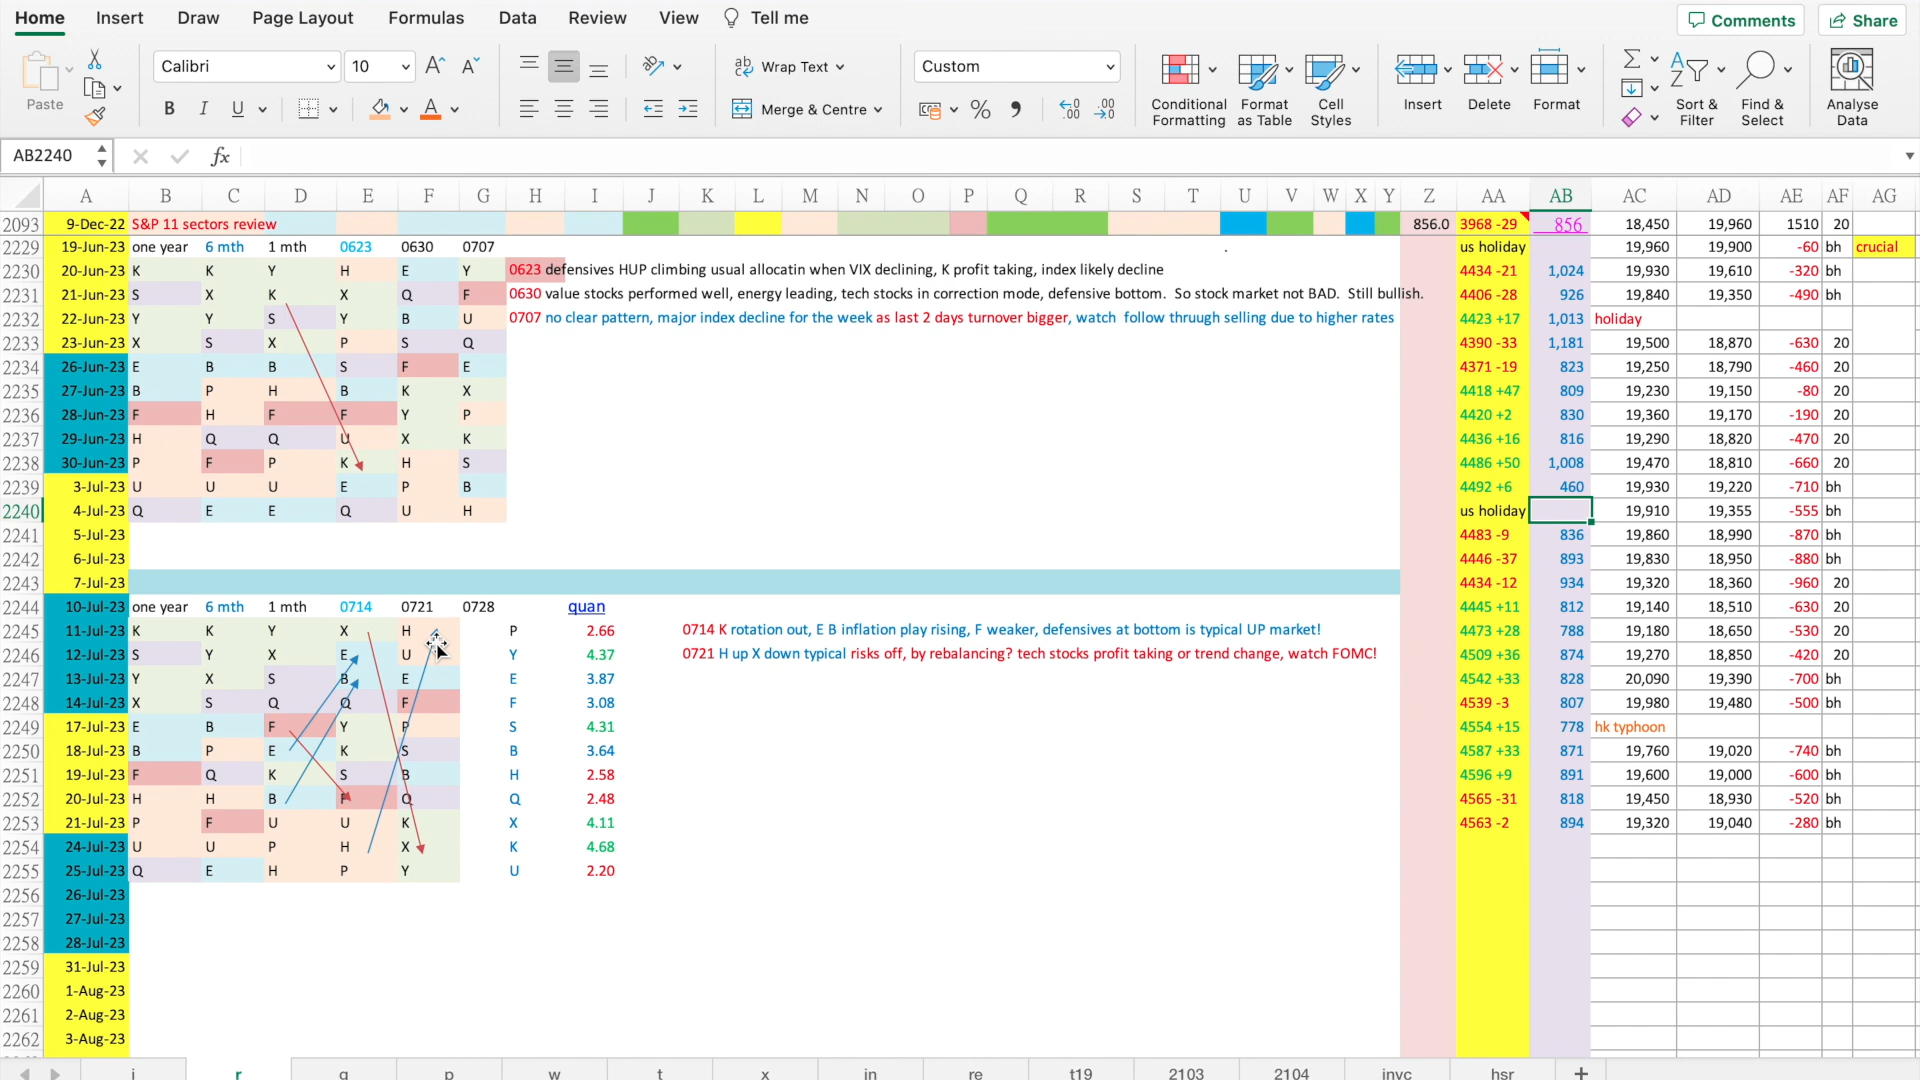 Home Insert Draw Page Layout Formulas Data Review View Tell me Comments Share
Paste Calibri 10 Wrap Text Custom
B I U Merge & Centre
Conditional Formatting Format as Table Cell Styles Insert Delete Format Sort & Filter Find & Select Analyse Data
AB2240 fx
A B C D E F G H I J K L M N O P Q R S T U V W X Y Z AA AB AC AD AE AF AG
2093 9-Dec-22 S&P 11 sectors review 856.0 3968 -29 856 18,450 19,960 1510 20
2229 19-Jun-23 one year 6 mth 1 mth 0623 0630 0707 . us holiday 19,960 19,900 -60 bh crucial
2230 20-Jun-23 K K Y H E Y 0623 defensives HUP climbing usual allocatin when VIX declining, K profit taking, index likely decline 4434 -21 1,024 19,930 19,610 -320 bh
2231 21-Jun-23 S X K X Q F 0630 value stocks performed well, energy leading, tech stocks in correction mode, defensive bottom. So stock market not BAD. Still bullish. 4406 -28 926 19,840 19,350 -490 bh
2232 22-Jun-23 Y Y S Y B U 0707 no clear pattern, major index decline for the week as last 2 days turnover bigger, watch follow thruugh selling due to higher rates 4423 +17 1,013 holiday
2233 23-Jun-23 X S X P S Q 4390 -33 1,181 19,500 18,870 -630 20
2234 26-Jun-23 E B B S F E 4371 -19 823 19,250 18,790 -460 20
2235 27-Jun-23 B P H B K X 4418 +47 809 19,230 19,150 -80 20
2236 28-Jun-23 F H F F Y P 4420 +2 830 19,360 19,170 -190 20
2237 29-Jun-23 H Q Q U X K 4436 +16 816 19,290 18,820 -470 20
2238 30-Jun-23 P F P K H S 4486 +50 1,008 19,470 18,810 -660 20
2239 3-Jul-23 U U U E P B 4492 +6 460 19,930 19,220 -710 bh
2240 4-Jul-23 Q E E Q U H us holiday 19,910 19,355 -555 bh
2241 5-Jul-23 4483 -9 836 19,860 18,990 -870 bh
2242 6-Jul-23 4446 -37 893 19,830 18,950 -880 bh
2243 7-Jul-23 4434 -12 934 19,320 18,360 -960 20
2244 10-Jul-23 one year 6 mth 1 mth 0714 0721 0728 quan 4445 +11 812 19,140 18,510 -630 20
2245 11-Jul-23 K K Y X H P 2.66 0714 K rotation out, E B inflation play rising, F weaker, defensives at bottom is typical UP market! 4473 +28 788 19,180 18,650 -530 20
2246 12-Jul-23 S Y X E U Y 4.37 0721 H up X down typical risks off, by rebalancing? tech stocks profit taking or trend change, watch FOMC! 4509 +36 874 19,270 18,850 -420 20
2247 13-Jul-23 Y X S B E E 3.87 4542 +33 828 20,090 19,390 -700 bh
2248 14-Jul-23 X S Q Q F F 3.08 4539 -3 807 19,980 19,480 -500 bh
2249 17-Jul-23 E B F Y P S 4.31 4554 +15 778 hk typhoon
2250 18-Jul-23 B P E K S B 3.64 4587 +33 871 19,760 19,020 -740 bh
2251 19-Jul-23 F Q K S B H 2.58 4596 +9 891 19,600 19,000 -600 bh
2252 20-Jul-23 H H B F Q Q 2.48 4565 -31 818 19,450 18,930 -520 bh
2253 21-Jul-23 P F U U K X 4.11 4563 -2 894 19,320 19,040 -280 bh
2254 24-Jul-23 U U P H X K 4.68
2255 25-Jul-23 Q E H P Y U 2.20
2256 26-Jul-23
2257 27-Jul-23
2258 28-Jul-23
2259 31-Jul-23
2260 1-Aug-23
2261 2-Aug-23
2262 3-Aug-23
i r q p w t x in re t19 2103 2104 invc hsr